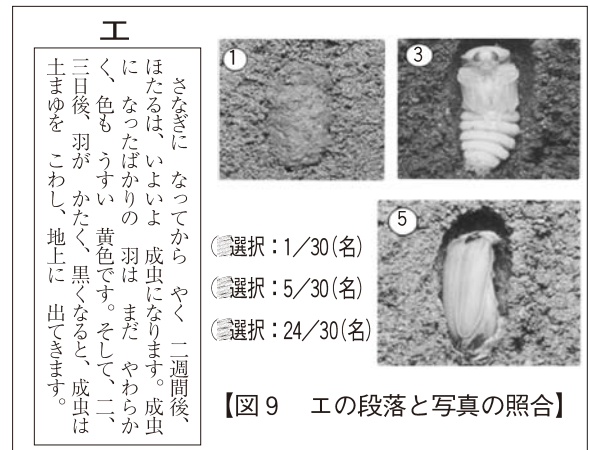 エ
さなぎに なってから やく 二週間後、
ほたるは、いよいよ 成虫になります。成虫
に なったばかりの 羽は まだ やわらか
く、色も うすい 黄色です。そして、二、
三日後、羽が かたく、黒くなると、成虫は
土まゆを こわし、地上に 出てきます。
1
3
5
選択：1／30(名)
選択：5／30(名)
選択：24／30(名)
【図9 エの段落と写真の照合】